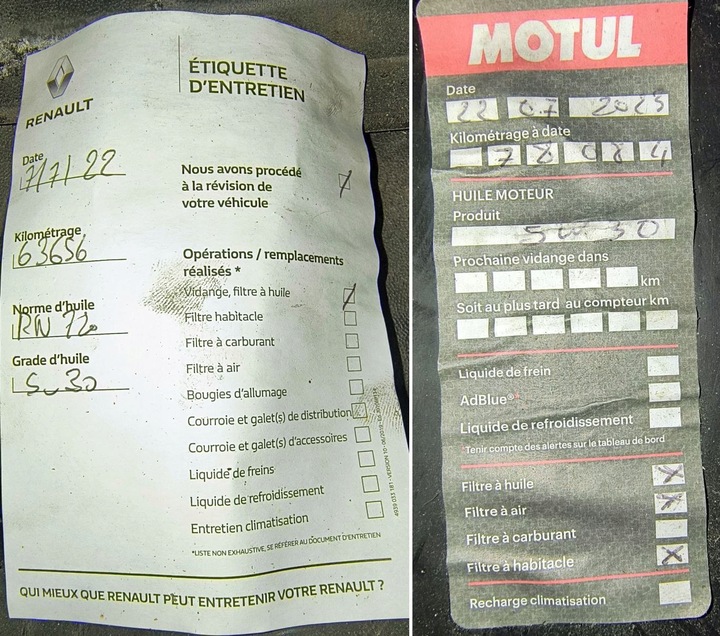 RENAULT
ÉTIQUETTE
D'ENTRETIEN
Date
7/7/22
Kilométrage
63656
Norme d'huile
RN 720
Grade d'huile
5w30
Nous avons procédé
à la révision de
votre véhicule
Opérations / remplacements
réalisés *
Vidange, filtre à huile
Filtre habitacle
Filtre à carburant
Filtre à air
Bougies d'allumage
Courroie et galet(s) de distribution
Courroie et galet(s) d'accessoires
Liquide de freins
Liquide de refroidissement
Entretien climatisation
*LISTE NON EXHAUSTIVE, SE RÉFÉRER AU DOCUMENT D'ENTRETIEN
QUI MIEUX QUE RENAULT PEUT ENTRETENIR VOTRE RENAULT ?
MOTUL
Date
22 07 2025
Kilométrage à date
78084
HUILE MOTEUR
Produit
5w30
Prochaine vidange dans
km
Soit au plus tard au compteur km
Liquide de frein
AdBlue®*
Liquide de refroidissement
*Tenir compte des alertes sur le tableau de bord
Filtre à huile
Filtre à air
Filtre à carburant
Filtre à habitacle
Recharge climatisation